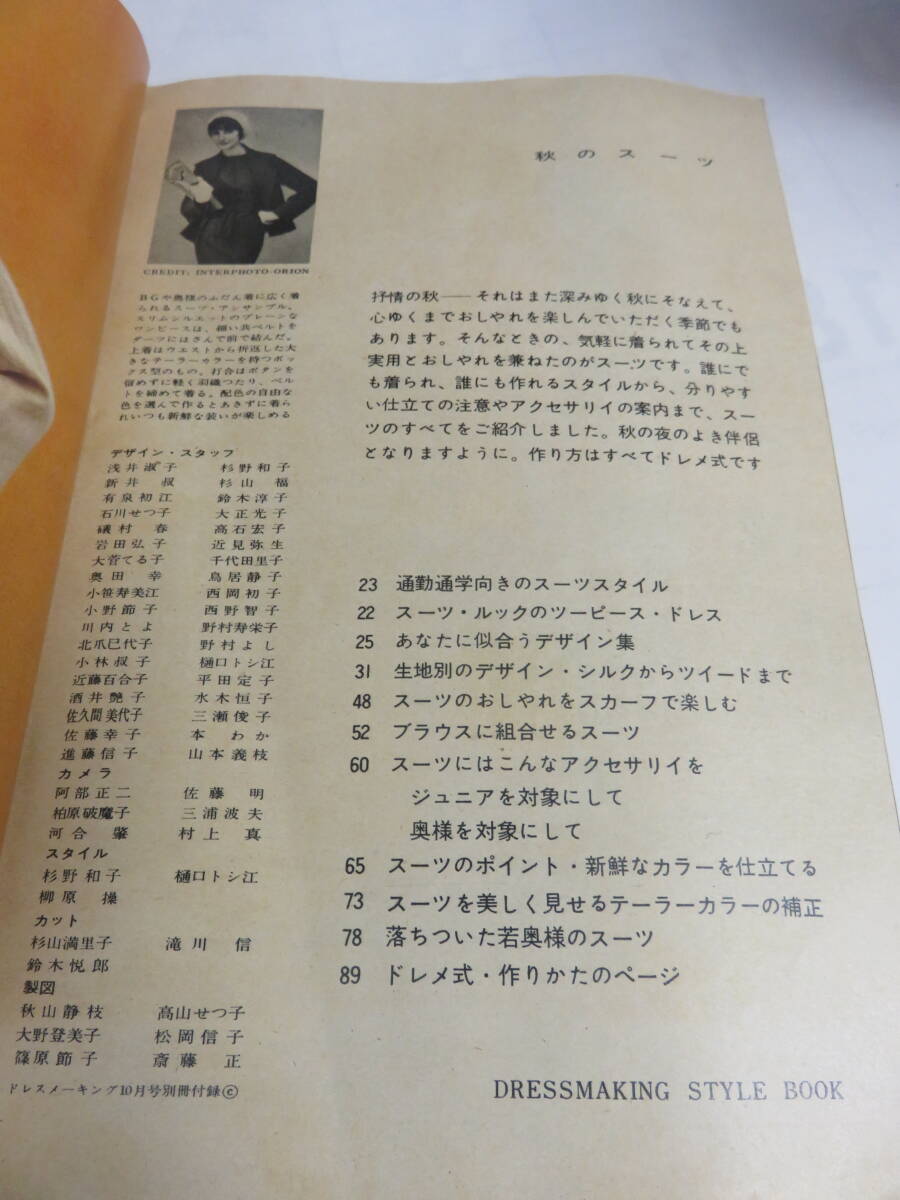 秋のスーツ
CREDIT: INTERPHOTO-ORION
BGや奥様のふだん着に広く着
られるスーツ・アンサンブル。
スリムシルエットのプレーンな
ワンピースは、細い共ベルトを
ダーツにはさんで前で結んだ。
上着はウエストから折返した大
きなテーラーカラーを持つボッ
クス型のもの。打合はボタンを
留めずに軽く羽織つたり、ベル
トを締めて着る。配色の自由な
色を選んで作るとあきずに着ら
れいつも新鮮な装いが楽しめる
抒情の秋——それはまた深みゆく秋にそなえて、
心ゆくまでおしやれを楽しんでいただく季節でも
あります。そんなときの、気軽に着られてその上
実用とおしやれを兼ねたのがスーツです。誰にで
も着られ、誰にも作れるスタイルから、分りやす
い仕立ての注意やアクセサリイの案内まで、スー
ツのすべてをご紹介しました。秋の夜のよき伴侶
となりますように。作り方はすべてドレメ式です
デザイン・スタッフ
浅井淑子 杉野和子
新井叔 杉山福
有泉初江 鈴木淳子
石川せつ子 大正光子
礒村春 高石宏子
岩田弘子 近見弥生
大菅てる子 千代田里子
奥田幸 鳥居静子
小笹寿美江 西岡初子
小野節子 西野智子
川内とよ 野村寿栄子
北爪巳代子 野村よし
小林叔子 樋口トシ江
近藤百合子 平田定子
酒井艶子 水木恒子
佐久間美代子 三瀬俊子
佐藤幸子 本わか
進藤信子 山本義枝
カメラ
阿部正二 佐藤明
柏原破魔子 三浦波夫
河合肇 村上真
スタイル
杉野和子 樋口トシ江
柳原操
カット
杉山満里子 滝川信
鈴木悦郎
製図
秋山静枝 高山せつ子
大野登美子 松岡信子
篠原節子 斎藤正
ドレスメーキング10月号別冊付録©
23 通勤通学向きのスーツスタイル
22 スーツ・ルックのツーピース・ドレス
25 あなたに似合うデザイン集
31 生地別のデザイン・シルクからツイードまで
48 スーツのおしやれをスカーフで楽しむ
52 ブラウスに組合せるスーツ
60 スーツにはこんなアクセサリイを
ジュニアを対象にして
奥様を対象にして
65 スーツのポイント・新鮮なカラーを仕立てる
73 スーツを美しく見せるテーラーカラーの補正
78 落ちついた若奥様のスーツ
89 ドレメ式・作りかたのページ
DRESSMAKING STYLE BOOK